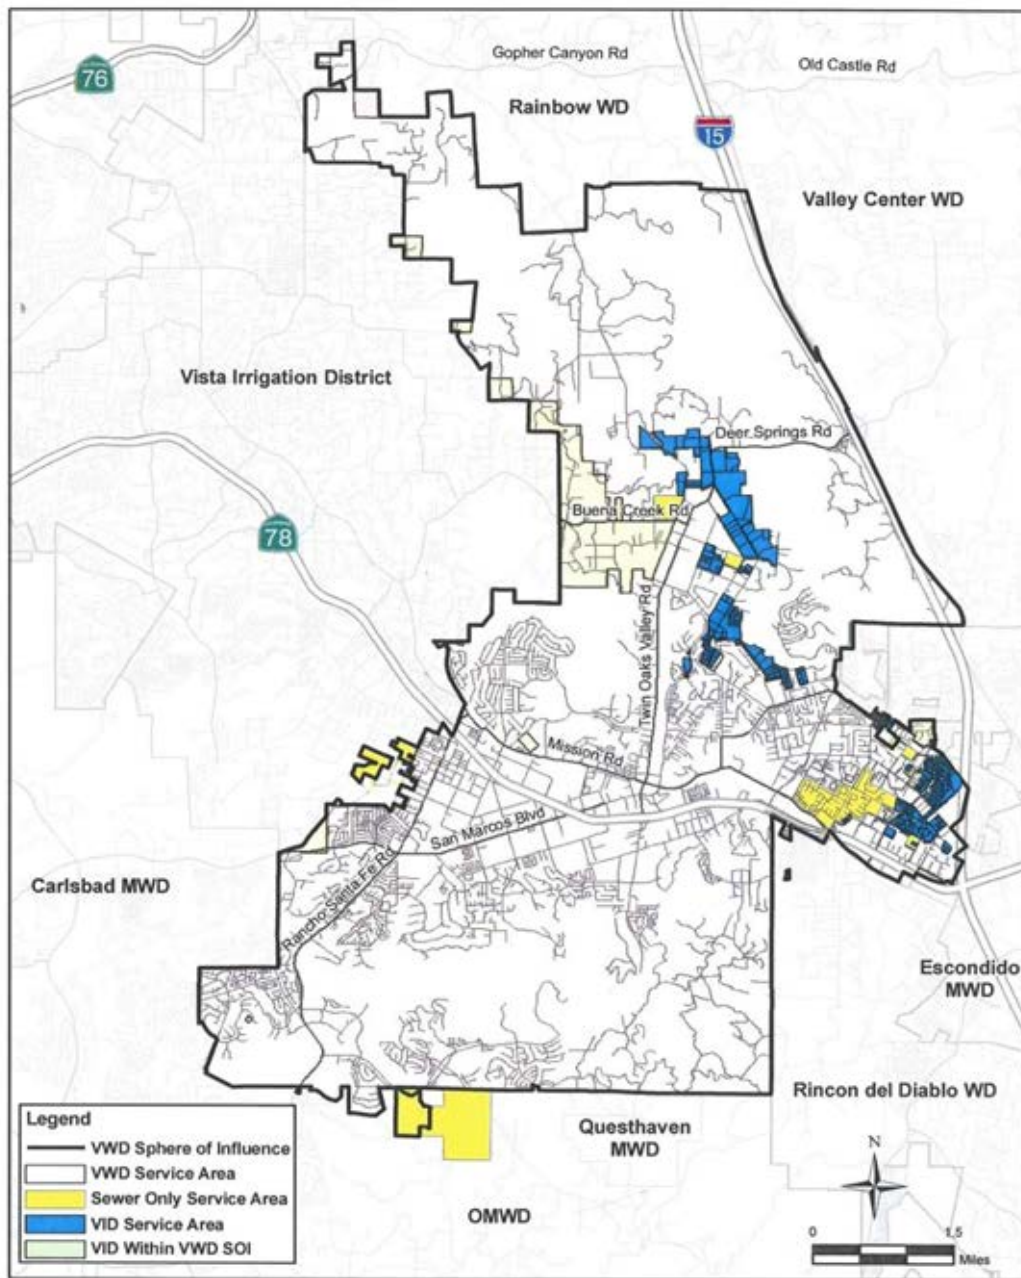 Gopher Canyon Rd
Old Castle Rd
76
Rainbow WD
15
Valley Center WD
Vista Irrigation District
Deer Springs Rd
Buena Creek Rd
78
Twin Oaks Valley Rd
Mission Rd
San Marcos Blvd
Rancho Santa Fe Rd
Carlsbad MWD
Escondido
MWD
Rincon del Diablo WD
Questhaven
MWD
OMWD
Legend
VWD Sphere of Influence
VWD Service Area
Sewer Only Service Area
VID Service Area
VID Within VWD SOI
N
0 1.5
Miles